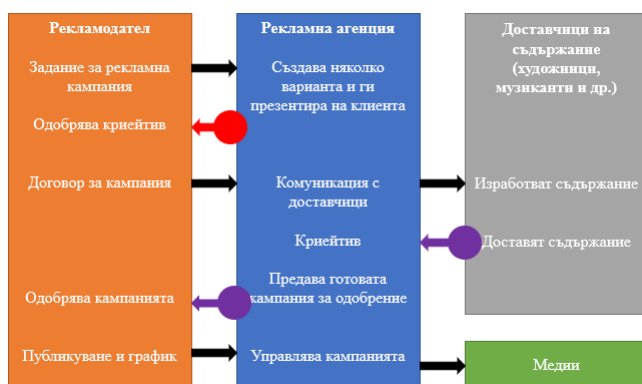 Рекламодател
Задание за рекламна
кампания
Одобрява криейтив
Договор за кампания
Одобрява кампанията
Публикуване и график
Рекламна агенция
Създава няколко
варианта и ги
презентира на клиента
Комуникация с
доставчици
Криейтив
Предава готовата
кампания за одобрение
Управлява кампанията
Доставчици на
съдържание
(художници,
музиканти и др.)
Изработват съдържание
Доставят съдържание
Медии